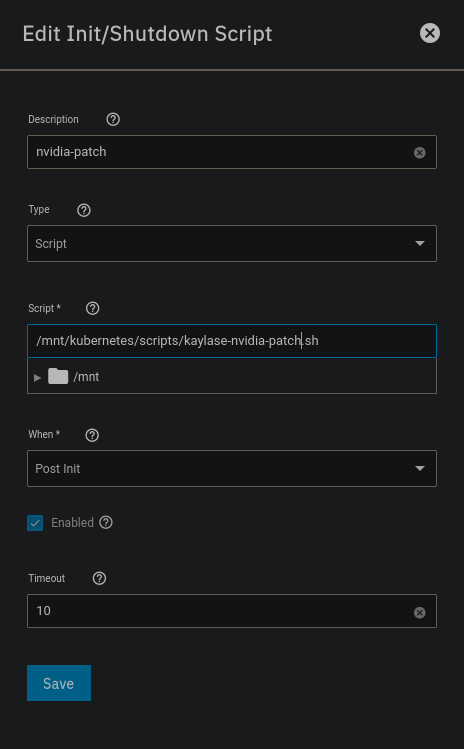 Edit Init/Shutdown Script
Description
nvidia-patch
Type
Script
Script *
/mnt/kubernetes/scripts/kaylase-nvidia-patch.sh
/mnt
When *
Post Init
Enabled
Timeout
10
Save